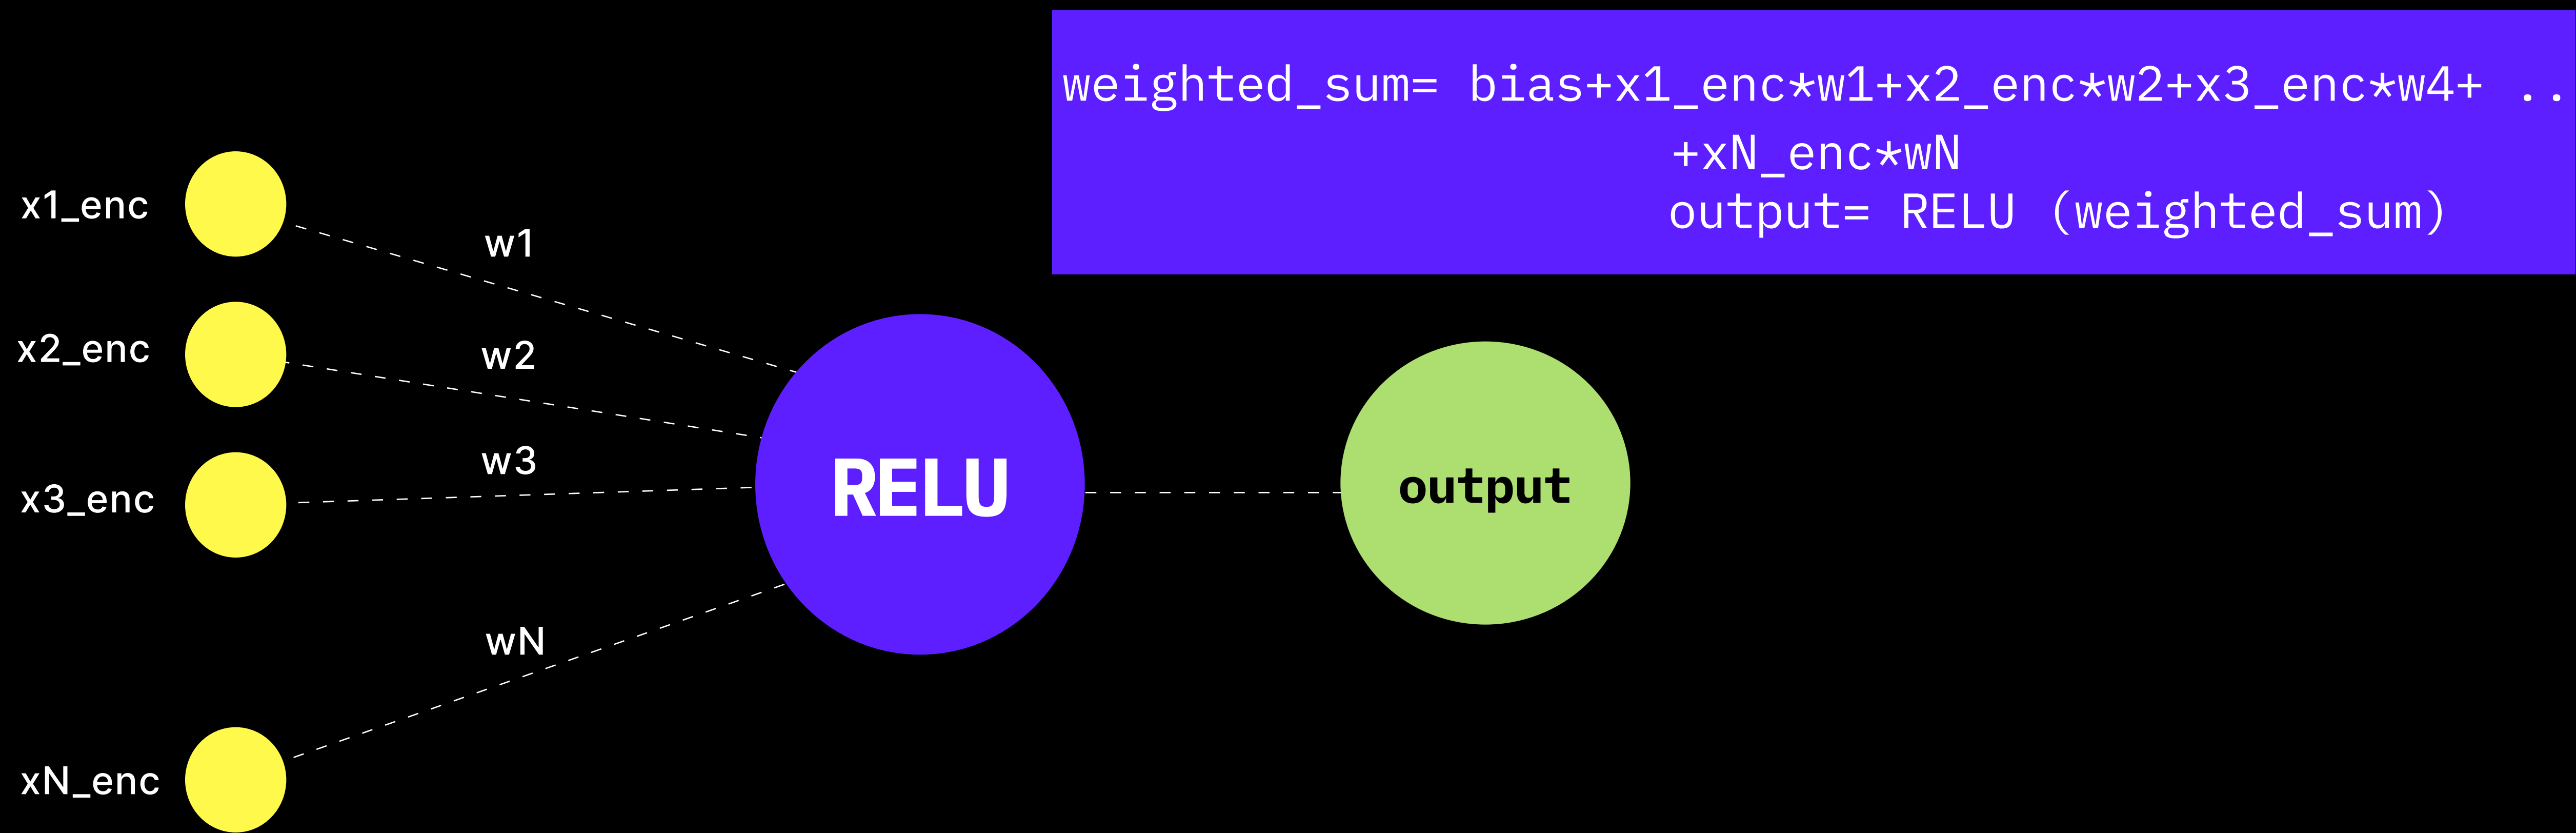 weighted_sum= bias+x1_enc*w1+x2_enc*w2+x3_enc*w4+ ..
+xN_enc*wN
output= RELU (weighted_sum)
x1_enc
w1
x2_enc
w2
w3
x3_enc
RELU
output
wN
xN_enc